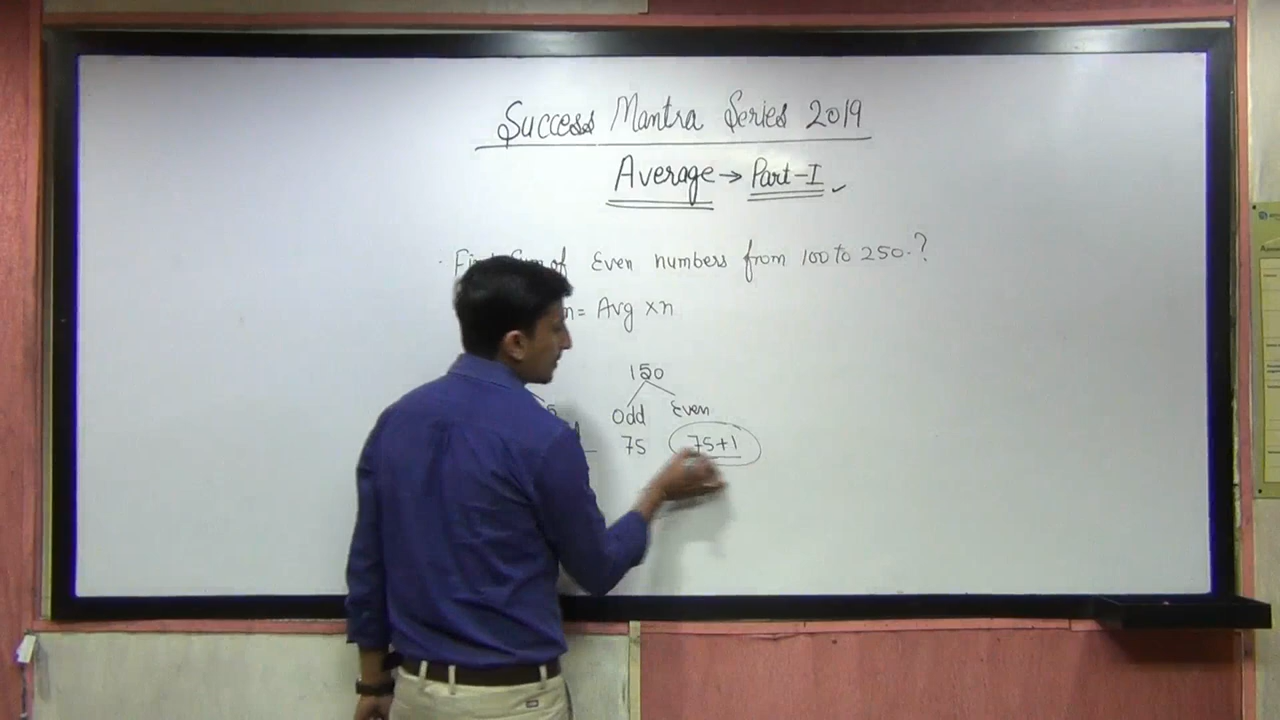 Success Mantra Series 2019
Average → Part-I ✓
of Even numbers from 100 to 250.?
= Avg × n
150
Odd Even
75 75+1